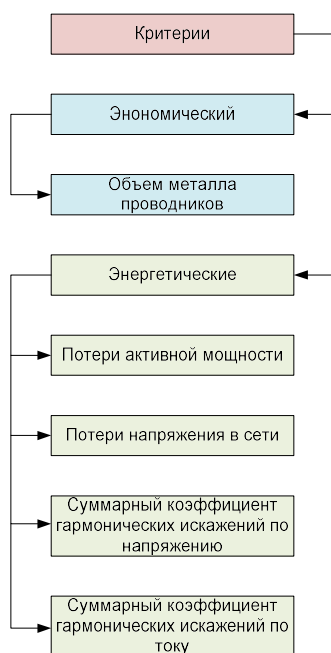 Критерии
Энономический
Объем металла
проводников
Энергетические
Потери активной мощности
Потери напряжения в сети
Суммарный коэффициент
гармонических искажений по
напряжению
Суммарный коэффициент
гармонических искажений по
току